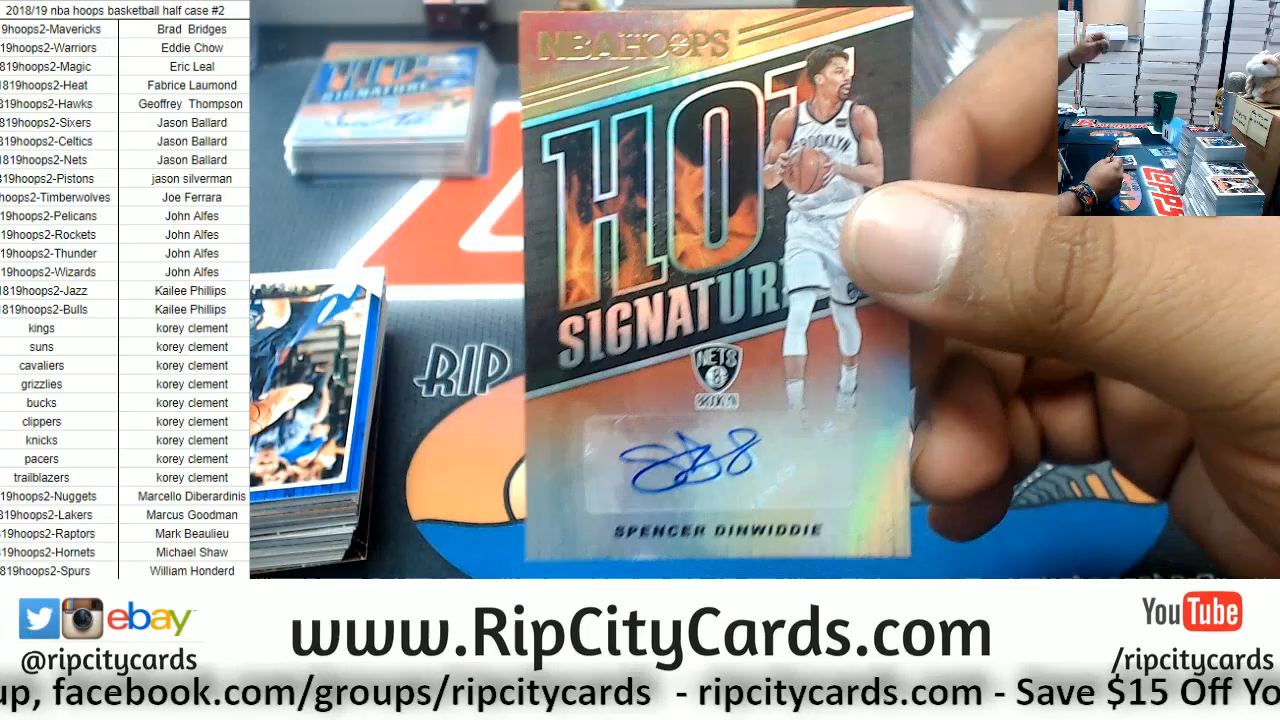 2018/19 nba hoops basketball half case #2
9hoops2-Mavericks Brad Bridges
19hoops2-Warriors Eddie Chow
819hoops2-Magic Eric Leal
819hoops2-Heat Fabrice Laumond
819hoops2-Hawks Geoffrey Thompson
819hoops2-Sixers Jason Ballard
819hoops2-Celtics Jason Ballard
1819hoops2-Nets Jason Ballard
819hoops2-Pistons jason silverman
hoops2-Timberwolves Joe Ferrara
19hoops2-Pelicans John Alfes
19hoops2-Rockets John Alfes
19hoops2-Thunder John Alfes
19hoops2-Wizards John Alfes
1819hoops2-Jazz Kailee Phillips
1819hoops2-Bulls Kailee Phillips
kings korey clement
suns korey clement
cavaliers korey clement
grizzlies korey clement
bucks korey clement
clippers korey clement
knicks korey clement
pacers korey clement
trailblazers korey clement
19hoops2-Nuggets Marcello Diberardinis
819hoops2-Lakers Marcus Goodman
19hoops2-Raptors Mark Beaulieu
19hoops2-Hornets Michael Shaw
819hoops2-Spurs William Honderd
NBA HOOPS
HOT
SIGNATUR
BROOKLYN
NETS
B
BROOKLYN
SPENCER DINWIDDIE
SIGNATURE
RIP
TOPPS
ebay
@ripcitycards
www.RipCityCards.com
YouTube
/ripcitycards
up, facebook.com/groups/ripcitycards - ripcitycards.com - Save $15 Off Yo